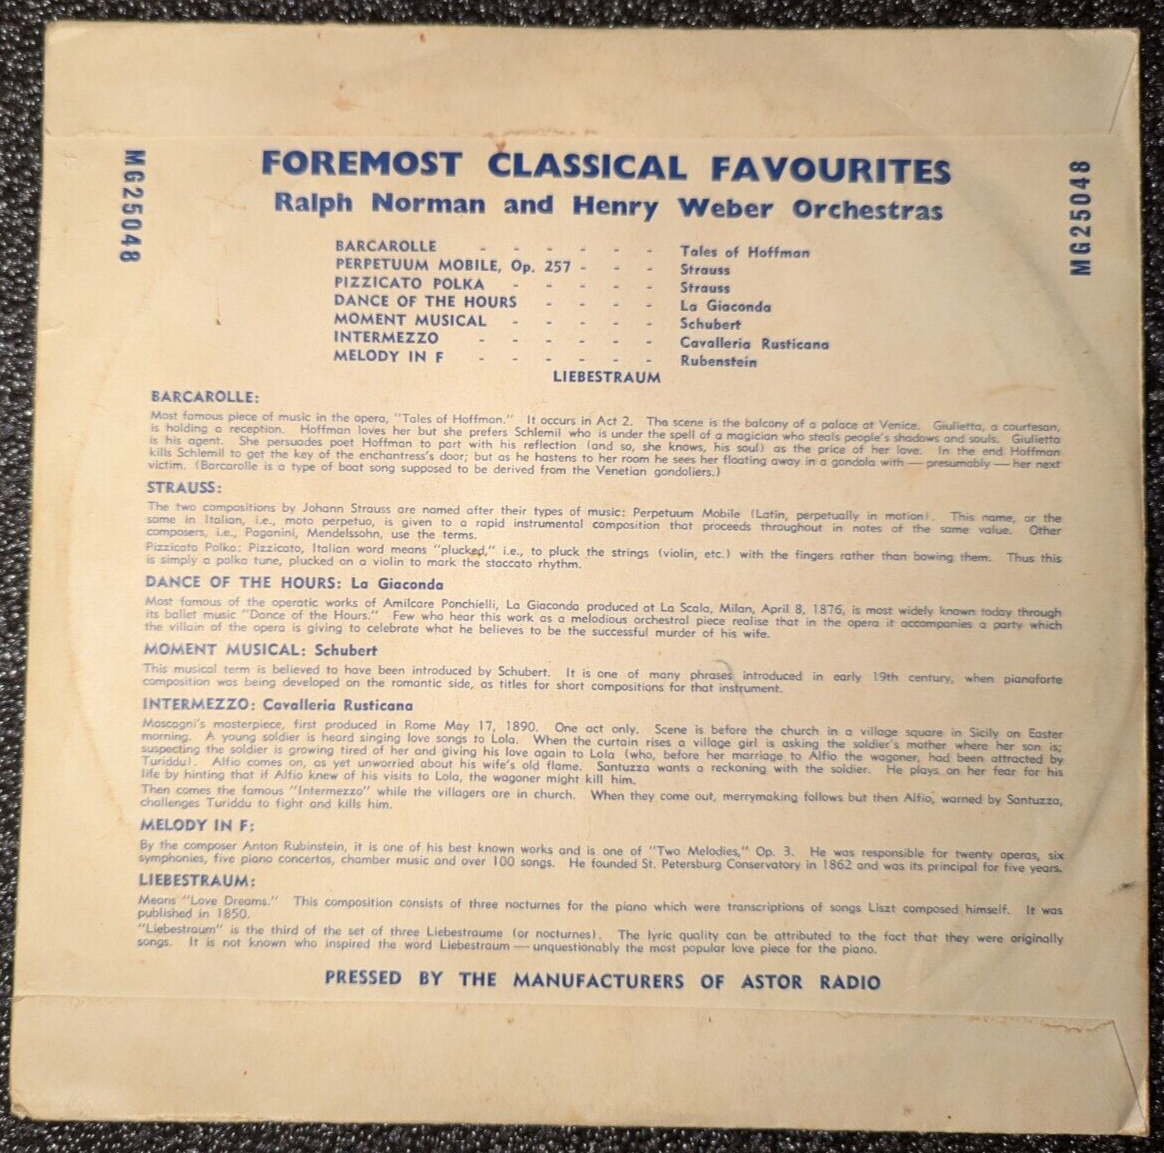 FOREMOST CLASSICAL FAVOURITES
Ralph Norman and Henry Weber Orchestras
MG25048
MG25048
BARCAROLLE - - - - - - Tales of Hoffman
PERPETUUM MOBILE, Op. 257 - - - Strauss
PIZZICATO POLKA - - - - - Strauss
DANCE OF THE HOURS - - - - La Giaconda
MOMENT MUSICAL - - - - - Schubert
INTERMEZZO - - - - - - Cavalleria Rusticana
MELODY IN F - - - - - - Rubenstein
LIEBESTRAUM
BARCAROLLE:
Most famous piece of music in the opera, "Tales of Hoffman." It occurs in Act 2. The scene is the balcony of a palace at Venice. Giulietta, a courtesan,
is holding a reception. Hoffman loves her but she prefers Schlemil who is under the spell of a magician who steals people's shadows and souls. Giulietta
is his agent. She persuades poet Hoffman to part with his reflection (and so, she knows, his soul) as the price of her love. In the end Hoffman
kills Schlemil to get the key of the enchantress's door; but as he hastens to her room he sees her floating away in a gondola with — presumably — her next
victim. (Barcarolle is a type of boat song supposed to be derived from the Venetian gondoliers.)
STRAUSS:
The two compositions by Johann Strauss are named after their types of music: Perpetuum Mobile (Latin, perpetually in motion). This name, or the
same in Italian, i.e., moto perpetuo, is given to a rapid instrumental composition that proceeds throughout in notes of the same value. Other
composers, i.e., Paganini, Mendelssohn, use the terms.
Pizzicato Polka: Pizzicato, Italian word means "plucked," i.e., to pluck the strings (violin, etc.) with the fingers rather than bowing them. Thus this
is simply a polka tune, plucked on a violin to mark the staccato rhythm.
DANCE OF THE HOURS: La Giaconda
Most famous of the operatic works of Amilcare Ponchielli, La Giaconda produced at La Scala, Milan, April 8, 1876, is most widely known today through
its ballet music "Dance of the Hours." Few who hear this work as a melodious orchestral piece realise that in the opera it accompanies a party which
the villain of the opera is giving to celebrate what he believes to be the successful murder of his wife.
MOMENT MUSICAL: Schubert
This musical term is believed to have been introduced by Schubert. It is one of many phrases introduced in early 19th century, when pianoforte
composition was being developed on the romantic side, as titles for short compositions for that instrument.
INTERMEZZO: Cavalleria Rusticana
Mascagni's masterpiece, first produced in Rome May 17, 1890. One act only. Scene is before the church in a village square in Sicily on Easter
morning. A young soldier is heard singing love songs to Lola. When the curtain rises a village girl is asking the soldier's mother where her son is;
suspecting the soldier is growing tired of her and giving his love again to Lola (who, before her marriage to Alfio the wagoner, had been attracted by
Turiddu). Alfio comes on, as yet unworried about his wife's old flame. Santuzza wants a reckoning with the soldier. He plays on her fear for his
life by hinting that if Alfio knew of his visits to Lola, the wagoner might kill him.
Then comes the famous "Intermezzo" while the villagers are in church. When they come out, merrymaking follows but then Alfio, warned by Santuzza,
challenges Turiddu to fight and kills him.
MELODY IN F:
By the composer Anton Rubinstein, it is one of his best known works and is one of "Two Melodies," Op. 3. He was responsible for twenty operas, six
symphonies, five piano concertos, chamber music and over 100 songs. He founded St. Petersburg Conservatory in 1862 and was its principal for five years.
LIEBESTRAUM:
Means "Love Dreams." This composition consists of three nocturnes for the piano which were transcriptions of songs Liszt composed himself. It was
published in 1850.
"Liebestraum" is the third of the set of three Liebestraume (or nocturnes). The lyric quality can be attributed to the fact that they were originally
songs. It is not known who inspired the word Liebestraum — unquestionably the most popular love piece for the piano.
PRESSED BY THE MANUFACTURERS OF ASTOR RADIO